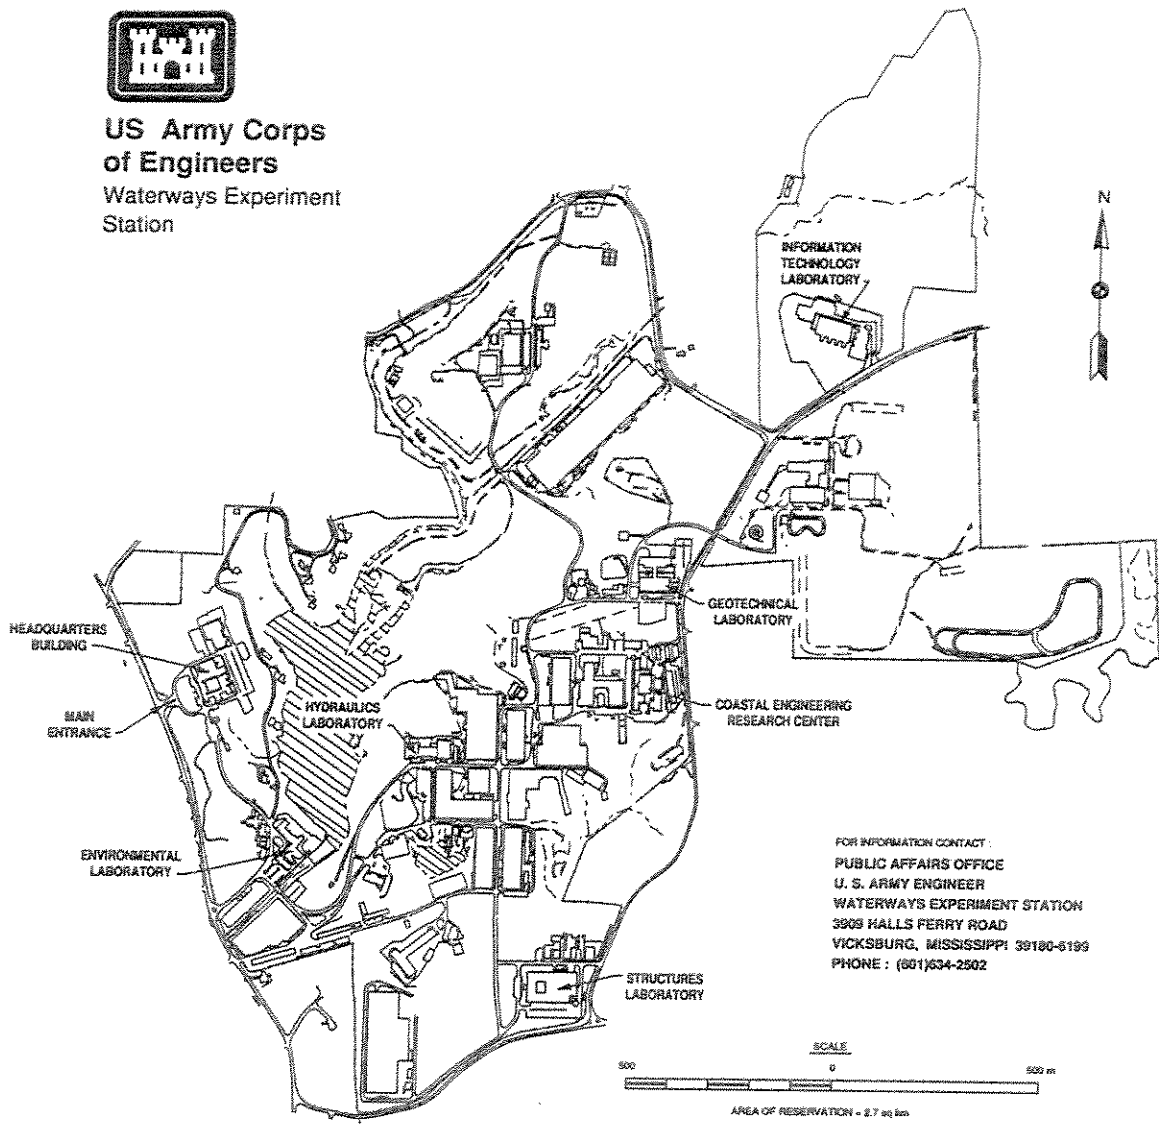 US Army Corps
of Engineers
Waterways Experiment
Station
N
INFORMATION
TECHNOLOGY
LABORATORY
HEADQUARTERS
BUILDING
GEOTECHNICAL
LABORATORY
MAIN
ENTRANCE
HYDRAULICS
LABORATORY
COASTAL ENGINEERING
RESEARCH CENTER
ENVIRONMENTAL
LABORATORY
FOR INFORMATION CONTACT :
PUBLIC AFFAIRS OFFICE
U. S. ARMY ENGINEER
WATERWAYS EXPERIMENT STATION
3909 HALLS FERRY ROAD
VICKSBURG, MISSISSIPPI 39180-6199
PHONE : (601)634-2502
STRUCTURES
LABORATORY
SCALE
500 0 500 m
AREA OF RESERVATION = 2.7 sq km